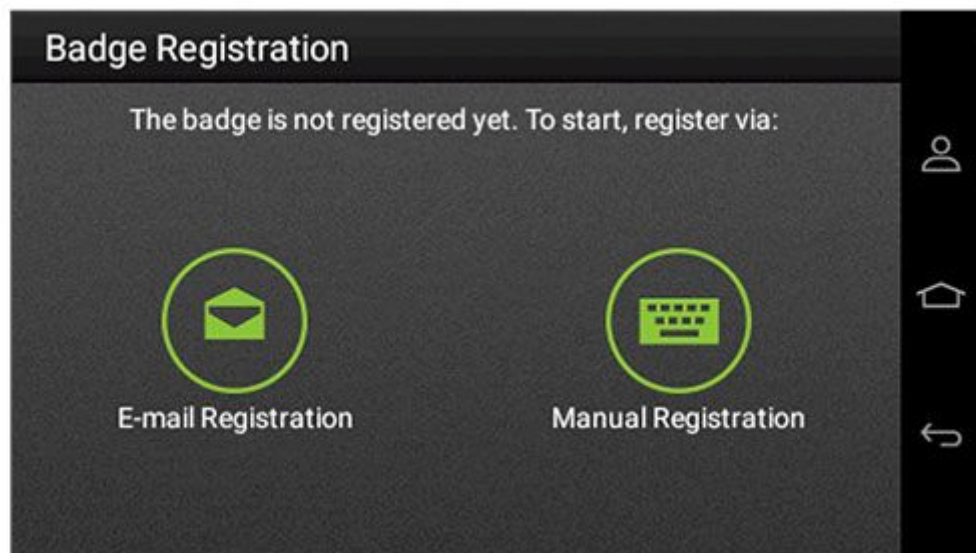 Badge Registration
The badge is not registered yet. To start, register via:
E-mail Registration
Manual Registration